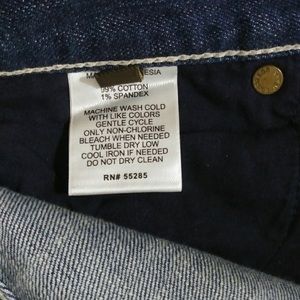 99% COTTON
1% SPANDEX
MACHINE WASH COLD
WITH LIKE COLORS
GENTLE CYCLE
ONLY NON-CHLORINE
BLEACH WHEN NEEDED
TUMBLE DRY LOW
COOL IRON IF NEEDED
DO NOT DRY CLEAN
RN# 55285